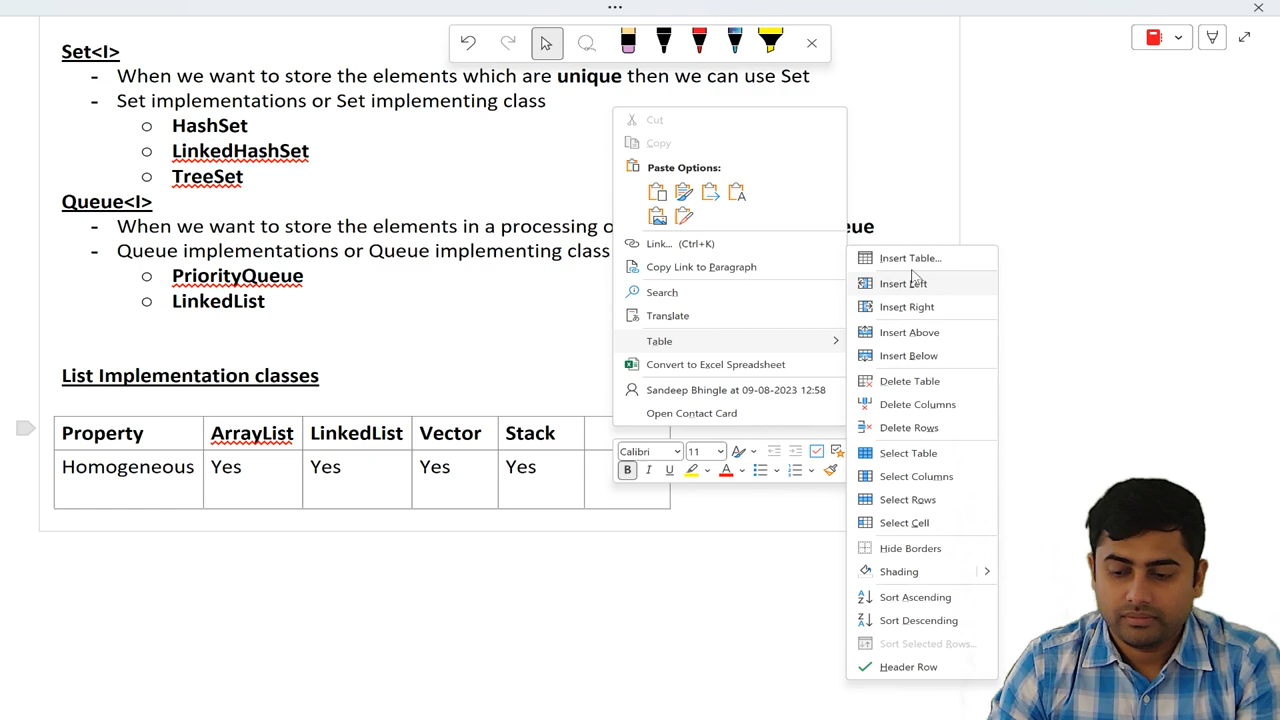 Set<I>
- When we want to store the elements which are unique then we can use Set
- Set implementations or Set implementing class
o HashSet
o LinkedHashSet
o TreeSet
Queue<I>
- When we want to store the elements in a processing o
- Queue implementations or Queue implementing class
o PriorityQueue
o LinkedList
List Implementation classes
Property ArrayList LinkedList Vector Stack
Homogeneous Yes Yes Yes Yes
Cut
Copy
Paste Options:
Link... (Ctrl+K)
Copy Link to Paragraph
Search
Translate
Table
Convert to Excel Spreadsheet
Sandeep Bhingle at 09-08-2023 12:58
Open Contact Card
Calibri 11
B I U A
Insert Table...
Insert Left
Insert Right
Insert Above
Insert Below
Delete Table
Delete Columns
Delete Rows
Select Table
Select Columns
Select Rows
Select Cell
Hide Borders
Shading
Sort Ascending
Sort Descending
Sort Selected Rows...
Header Row